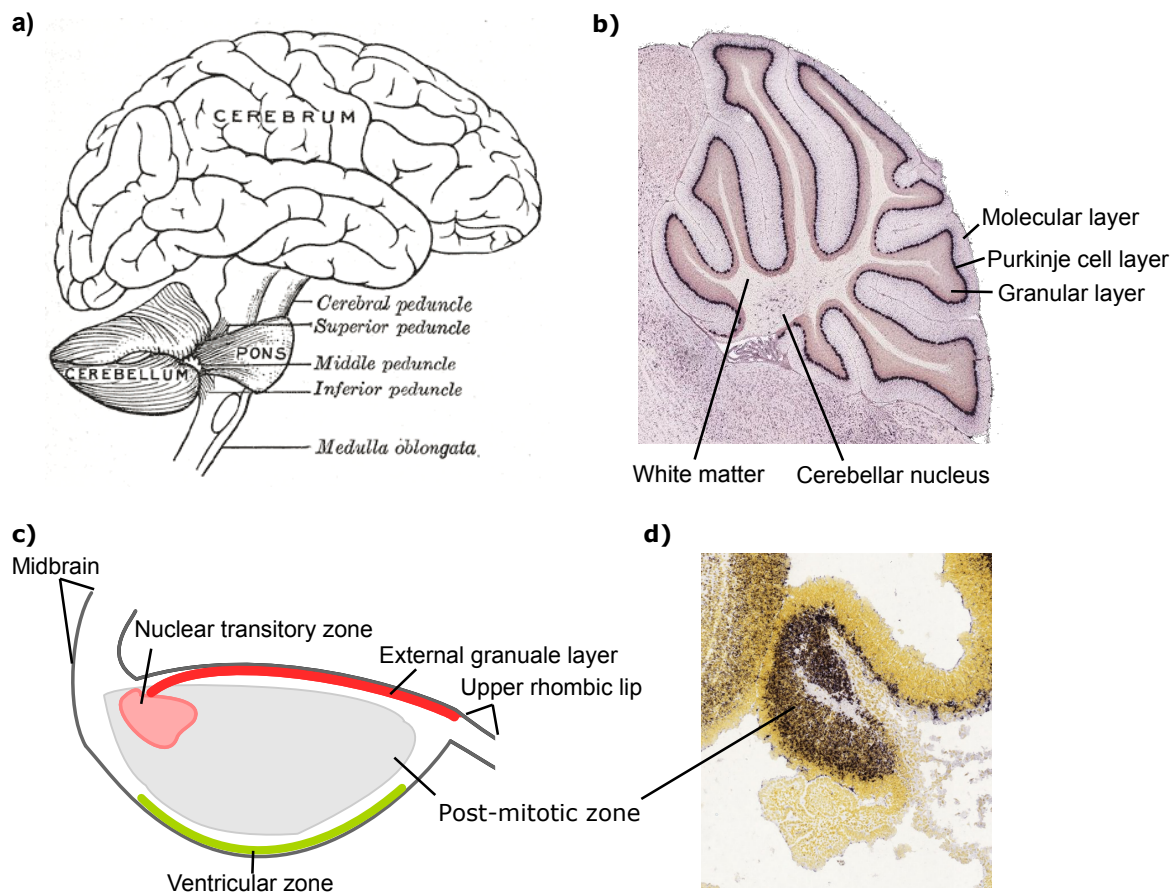 a)
CEREBRUM
Cerebral peduncle
Superior peduncle
PONS
Middle peduncle
CEREBELLUM
Inferior peduncle
Medulla oblongata.
b)
Molecular layer
Purkinje cell layer
Granular layer
White matter
Cerebellar nucleus
c)
Midbrain
Nuclear transitory zone
External granuale layer
Upper rhombic lip
Post-mitotic zone
Ventricular zone
d)